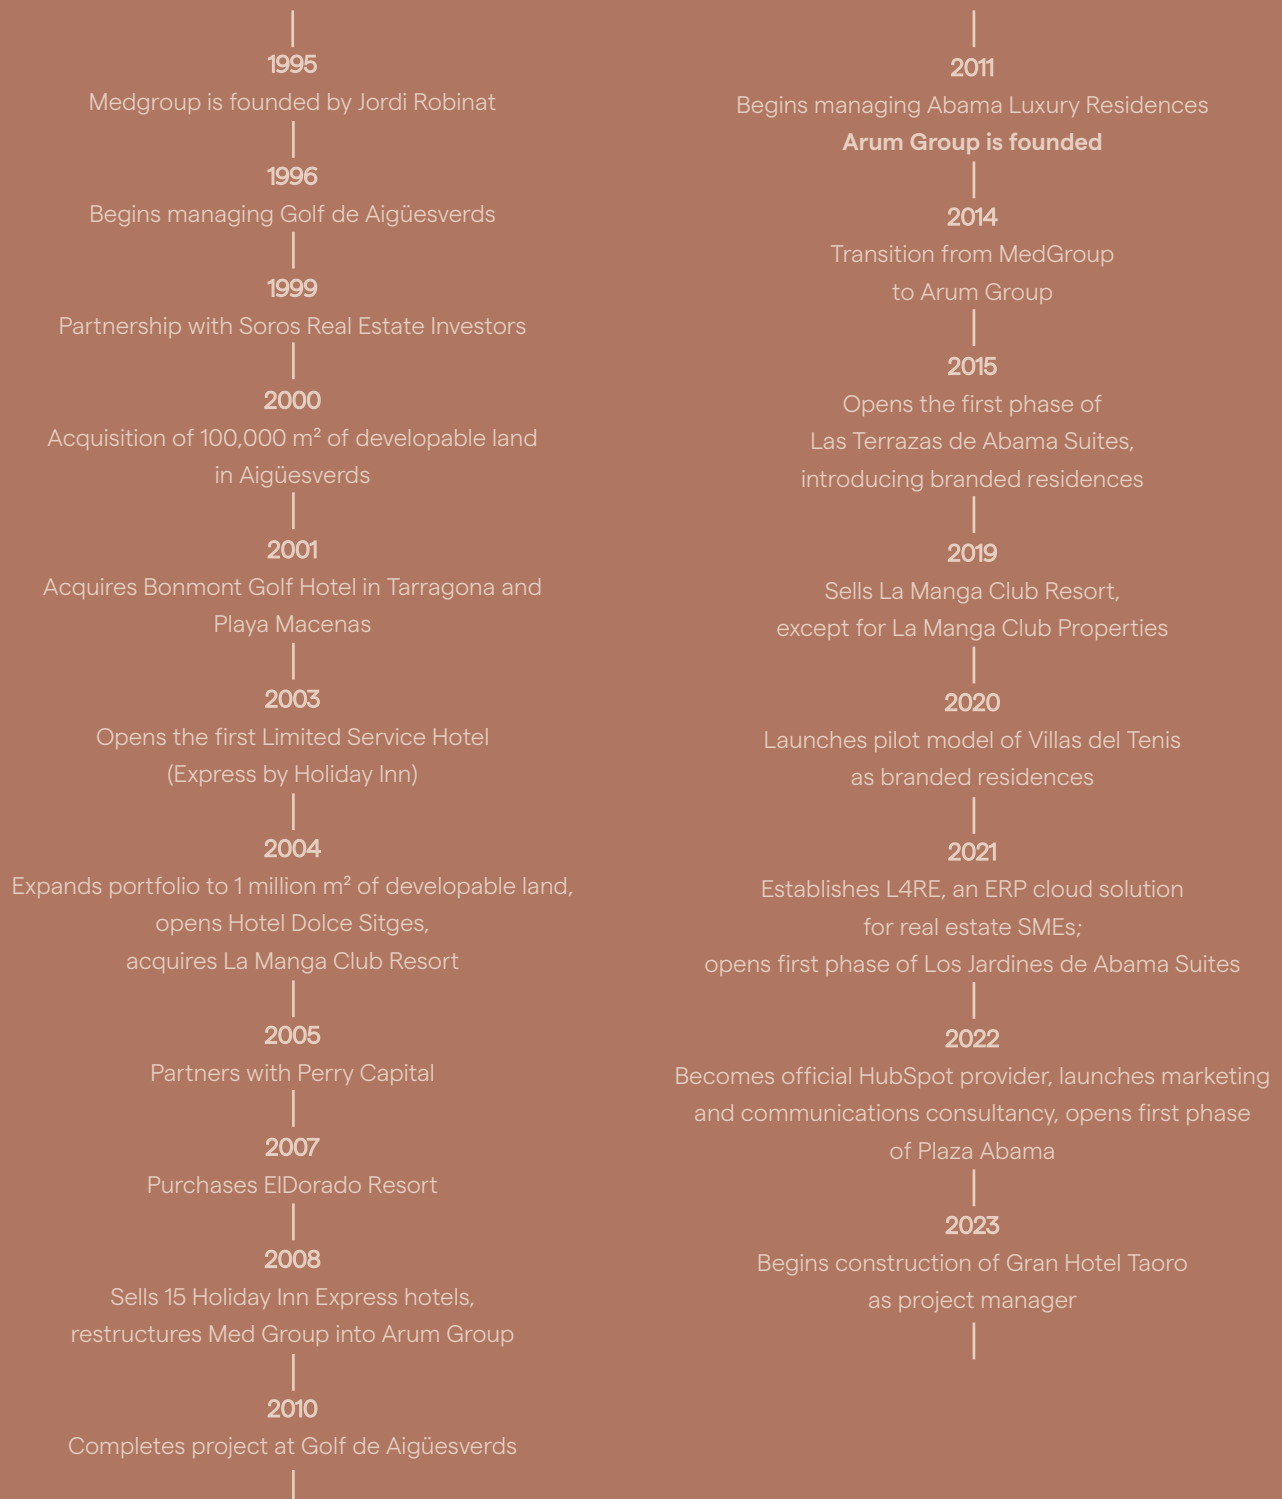 1995
Medgroup is founded by Jordi Robinat
1996
Begins managing Golf de Aigüesverds
1999
Partnership with Soros Real Estate Investors
2000
Acquisition of 100,000 m² of developable land
in Aigüesverds
2001
Acquires Bonmont Golf Hotel in Tarragona and
Playa Macenas
2003
Opens the first Limited Service Hotel
(Express by Holiday Inn)
2004
Expands portfolio to 1 million m² of developable land,
opens Hotel Dolce Sitges,
acquires La Manga Club Resort
2005
Partners with Perry Capital
2007
Purchases ElDorado Resort
2008
Sells 15 Holiday Inn Express hotels,
restructures Med Group into Arum Group
2010
Completes project at Golf de Aigüesverds
2011
Begins managing Abama Luxury Residences
Arum Group is founded
2014
Transition from MedGroup
to Arum Group
2015
Opens the first phase of
Las Terrazas de Abama Suites,
introducing branded residences
2019
Sells La Manga Club Resort,
except for La Manga Club Properties
2020
Launches pilot model of Villas del Tenis
as branded residences
2021
Establishes L4RE, an ERP cloud solution
for real estate SMEs;
opens first phase of Los Jardines de Abama Suites
2022
Becomes official HubSpot provider, launches marketing
and communications consultancy, opens first phase
of Plaza Abama
2023
Begins construction of Gran Hotel Taoro
as project manager